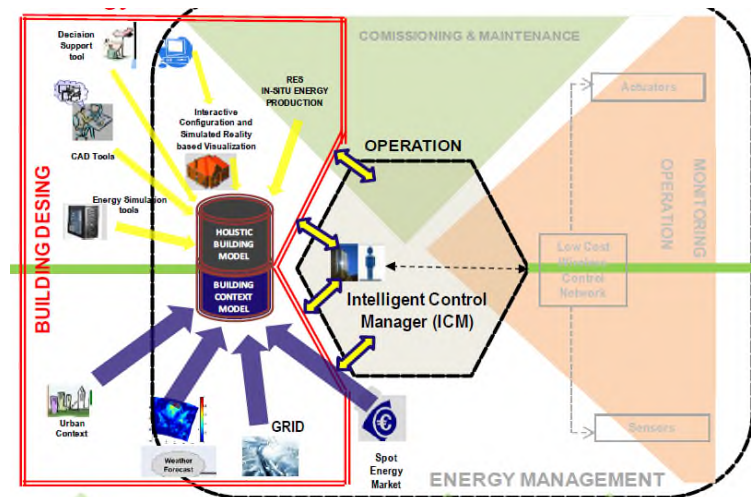 Decision
Support
tool
CAD Tools
Energy Simulation
tools
BUILDING DESING
Interactive
Configuration and
Simulated Reality
based Visualization
RES
IN-SITU ENERGY
PRODUCTION
COMISSIONING & MAINTENANCE
OPERATION
HOLISTIC
BUILDING
MODEL
BUILDING
CONTEXT
MODEL
Intelligent Control
Manager (ICM)
Actuators
MONITORING
OPERATION
Low Cost
Wireless
Control
Network
Sensors
Urban
Context
Weather
Forecast
GRID
€
Spot
Energy
Market
ENERGY MANAGEMENT